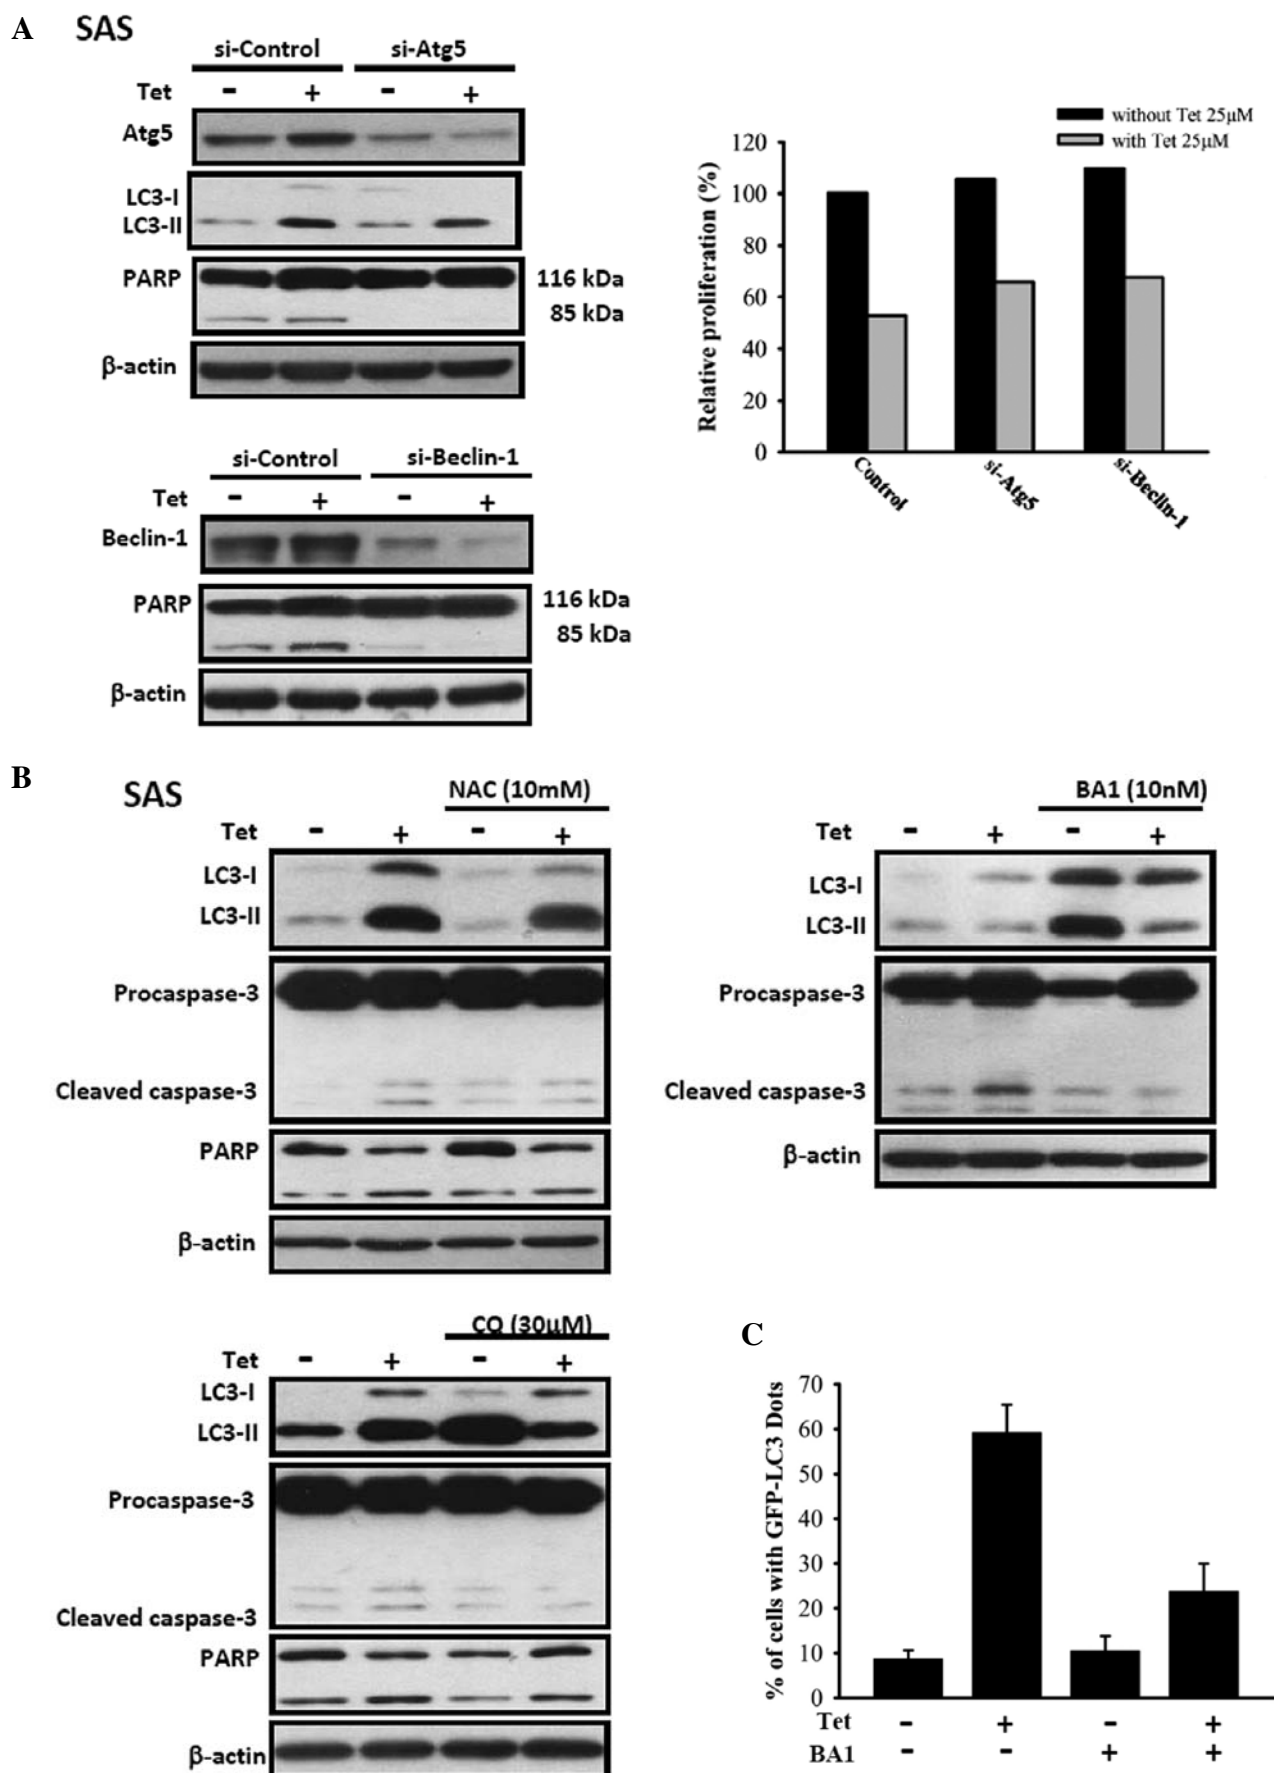 A SAS
si-Control si-Atg5
Tet - + - +
Atg5
LC3-I
LC3-II
PARP 116 kDa
85 kDa
β-actin
without Tet 25μM
with Tet 25μM
Relative proliferation (%)
120
100
80
60
40
20
0
Control si-Atg5 si-Beclin-1
si-Control si-Beclin-1
Tet - + - +
Beclin-1
PARP 116 kDa
85 kDa
β-actin
B SAS
NAC (10mM)
Tet - + - +
LC3-I
LC3-II
Procaspase-3
Cleaved caspase-3
PARP
β-actin
BA1 (10nM)
Tet - + - +
LC3-I
LC3-II
Procaspase-3
Cleaved caspase-3
β-actin
CQ (30μM)
Tet - + - +
LC3-I
LC3-II
Procaspase-3
Cleaved caspase-3
PARP
β-actin
C
% of cells with GFP-LC3 Dots
70
60
50
40
30
20
10
0
Tet - + - +
BA1 - - + +